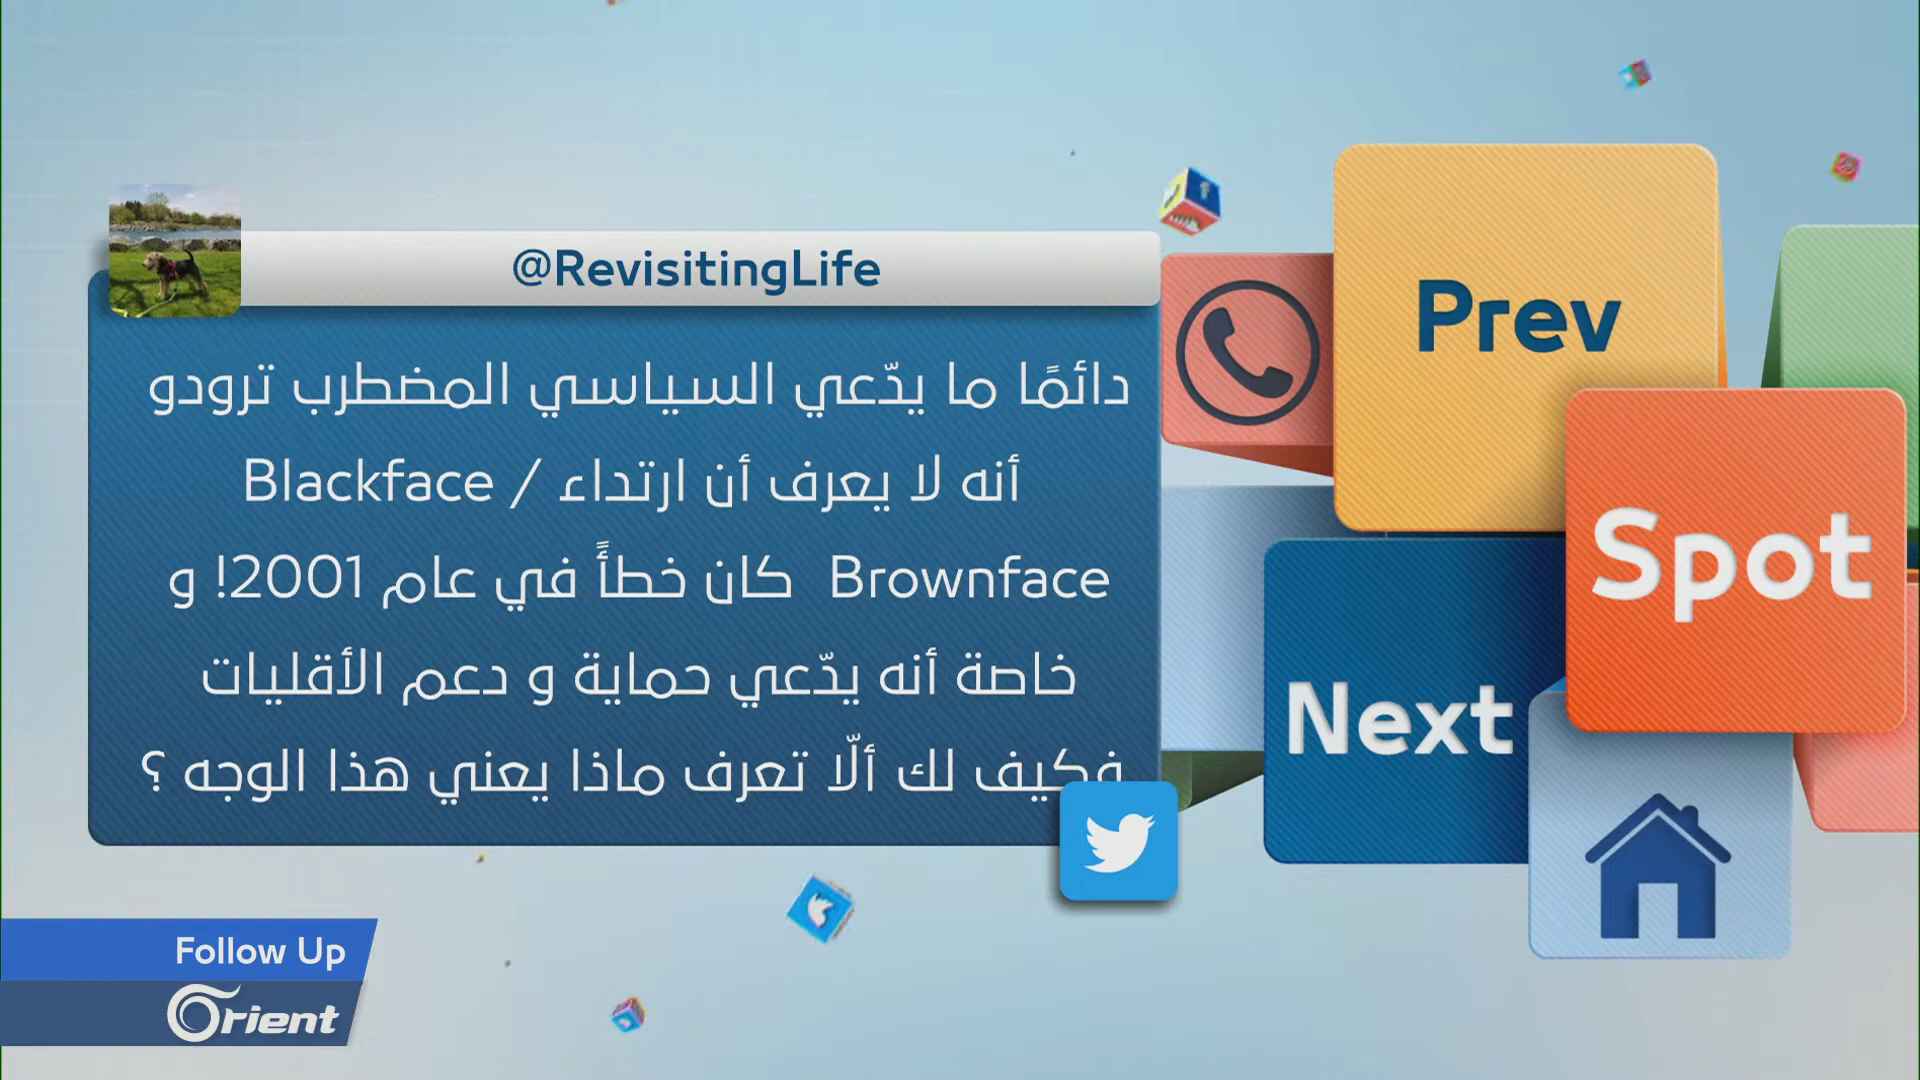 @RevisitingLife
دائمًا ما يدّعي السياسي المضطرب ترودو
أنه لا يعرف أن ارتداء / Blackface
Brownface كان خطأً في عام 2001! و
خاصة أنه يدّعي حماية و دعم الأقليات
فكيف لك ألّا تعرف ماذا يعني هذا الوجه ؟
Prev
Spot
Next
Follow Up
Orient